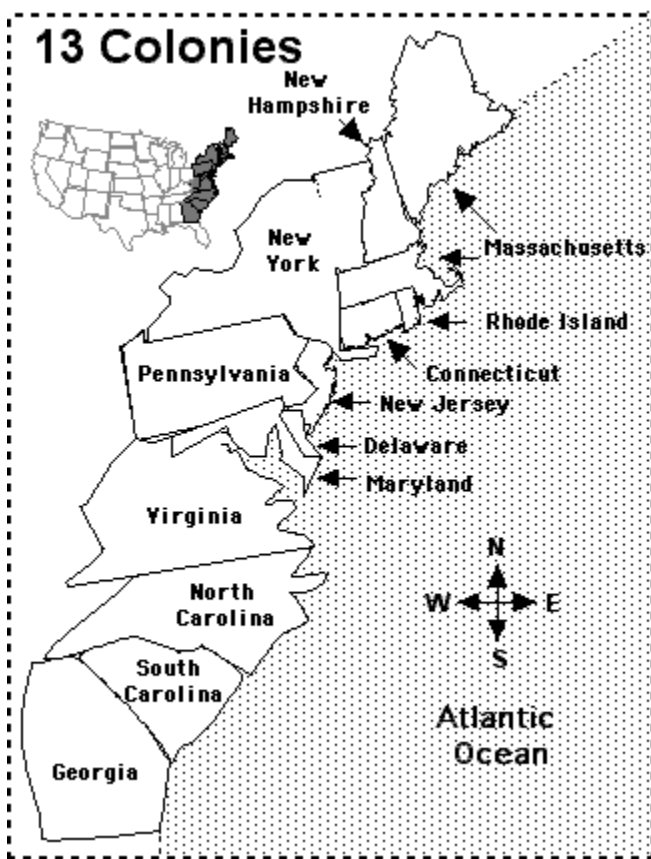 13 Colonies
New
Hampshire
New
York
Massachusetts
Rhode Island
Connecticut
Pennsylvania
New Jersey
Delaware
Maryland
Virginia
N
W E
S
North
Carolina
South
Carolina
Atlantic
Ocean
Georgia